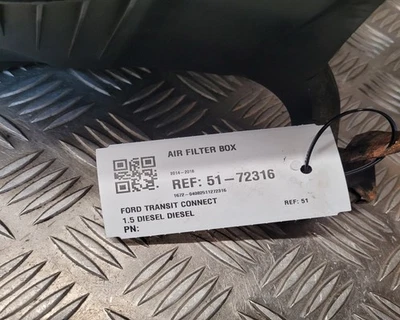 AIR FILTER BOX
2014-2018
REF: 51-72316
FORD TRANSIT CONNECT
REF: 51
1.5 DIESEL DIESEL
PN: